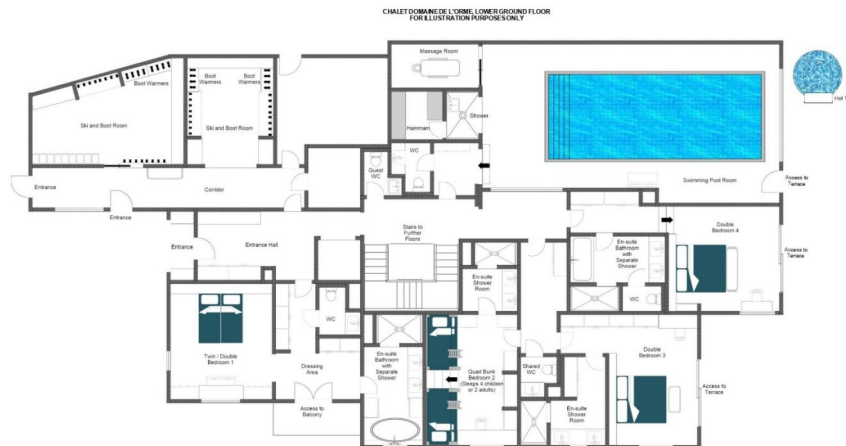 CHALET DOMAINE DE L'ORME, LOWER GROUND FLOOR
FOR ILLUSTRATION PURPOSES ONLY
Massage Room
Boot Warmers
Boot
Warmers
Boot
Warmers
Hot
Ski and Boot Room
Ski and Boot Room
Hammam
Shower
WC
Guest
WC
Swimming Pool Room
Access to
Terrace
Entrance
Corridor
Entrance
Stairs to
Further
Floors
Double
Bedroom 4
Entrance
Entrance Hall
En-suite
Bathroom
with
Separate
Shower
Access to
Terrace
En-suite
Shower
Room
WC
WC
Twin / Double
Bedroom 1
En-suite
Bathroom
with
Separate
Shower
Dressing
Area
Quad Bunk
Bedroom 2
(Sleeps 4 children
or 2 adults)
Shared
WC
Double
Bedroom 3
Access to
Terrace
Access to
Balcony
En-suite
Shower
Room